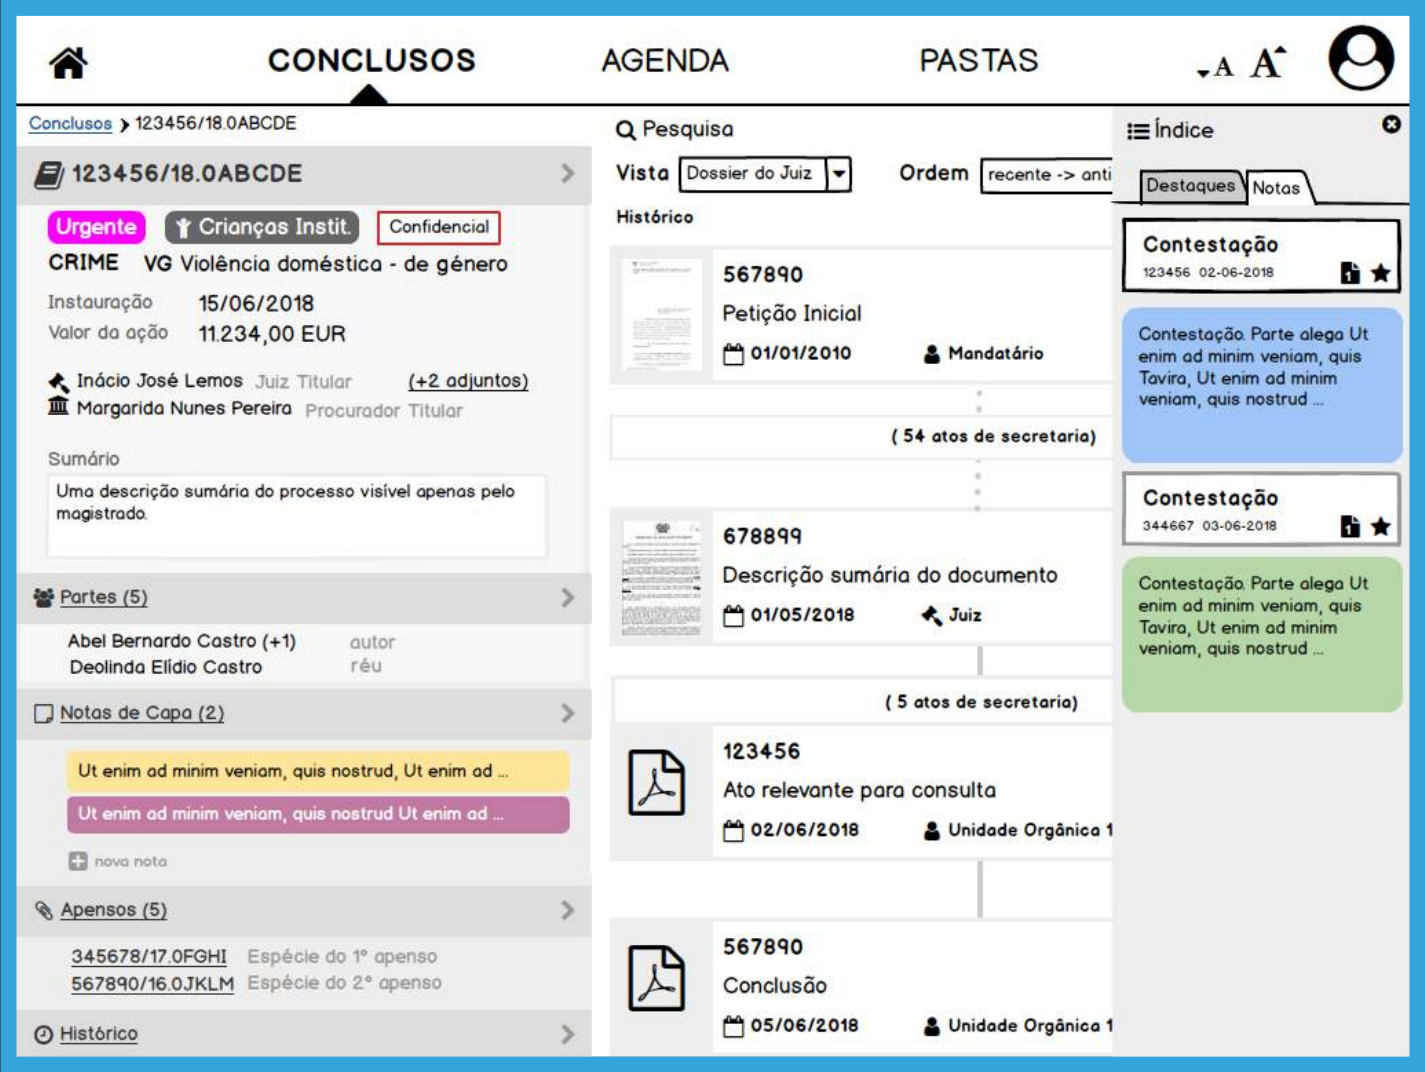 CONCLUSOS
AGENDA
PASTAS
A A
Conclusos 123456/18.0ABCDE
123456/18.0ABCDE
Urgente Crianças Instit. Confidencial
CRIME VG Violência doméstica - de género
Instauração 15/06/2018
Valor da ação 11.234,00 EUR
Inácio José Lemos Juiz Titular (+2 adjuntos)
Margarida Nunes Pereira Procurador Titular
Sumário
Uma descrição sumária do processo visível apenas pelo
magistrado.
Partes (5)
Abel Bernardo Castro (+1) autor
Deolinda Elídio Castro réu
Notas de Capa (2)
Ut enim ad minim veniam, quis nostrud, Ut enim ad ...
Ut enim ad minim veniam, quis nostrud Ut enim ad ...
nova nota
Apensos (5)
345678/17.0FGHI Espécie do 1º apenso
567890/16.0JKLM Espécie do 2º apenso
Histórico
Pesquisa
Vista Dossier do Juiz Ordem recente -> anti
Histórico
567890
Petição Inicial
01/01/2010 Mandatário
( 54 atos de secretaria)
678899
Descrição sumária do documento
01/05/2018 Juiz
( 5 atos de secretaria)
123456
Ato relevante para consulta
02/06/2018 Unidade Orgânica 1
567890
Conclusão
05/06/2018 Unidade Orgânica 1
Índice
Destaques Notas
Contestação
123456 02-06-2018 1
Contestação. Parte alega Ut
enim ad minim veniam, quis
Tavira, Ut enim ad minim
veniam, quis nostrud ...
Contestação
344667 03-06-2018 1
Contestação. Parte alega Ut
enim ad minim veniam, quis
Tavira, Ut enim ad minim
veniam, quis nostrud ...